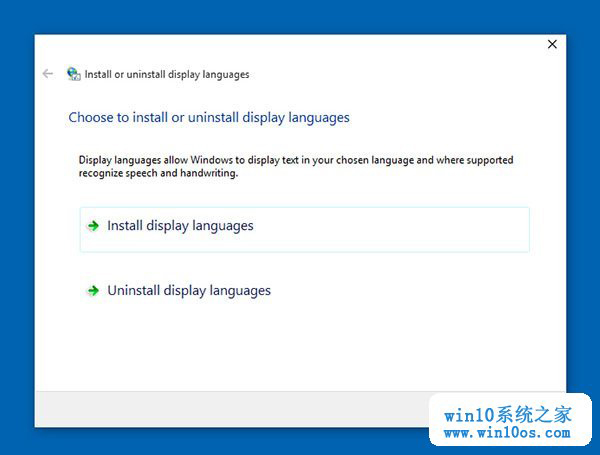 Install or uninstall display languages
Choose to install or uninstall display languages
Display languages allow Windows to display text in your chosen language and where supported
recognize speech and handwriting.
Install display languages
Uninstall display languages
win10系统之家
www.win10os.com